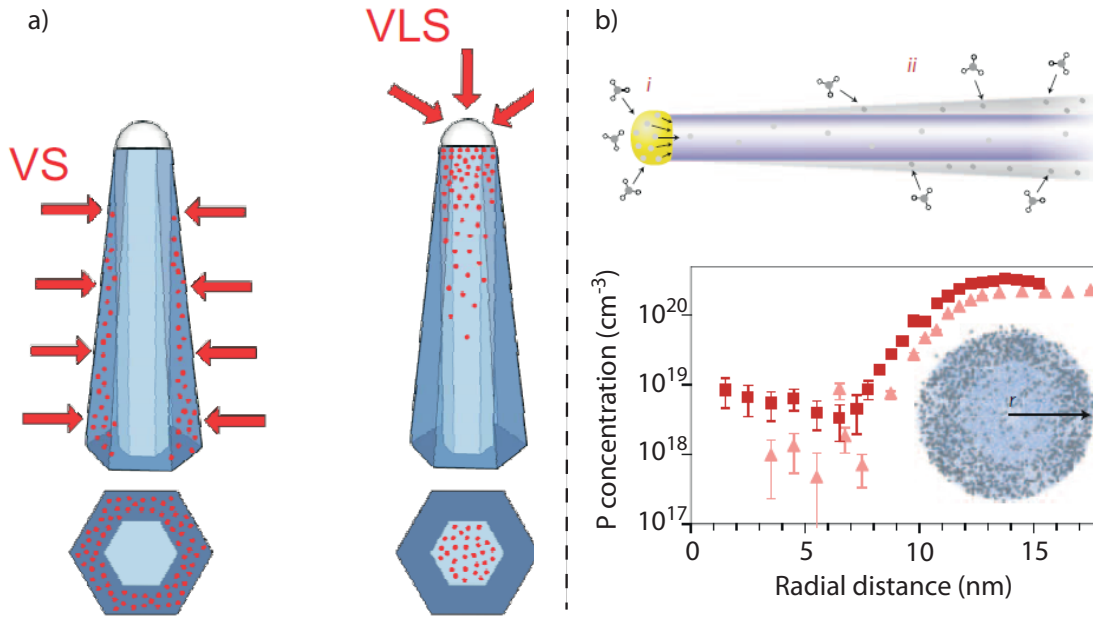 a)
VS
VLS
b)
i
ii
P concentration (cm⁻³)
10²⁰
10¹⁹
10¹⁸
10¹⁷
r
0
5
10
15
Radial distance (nm)